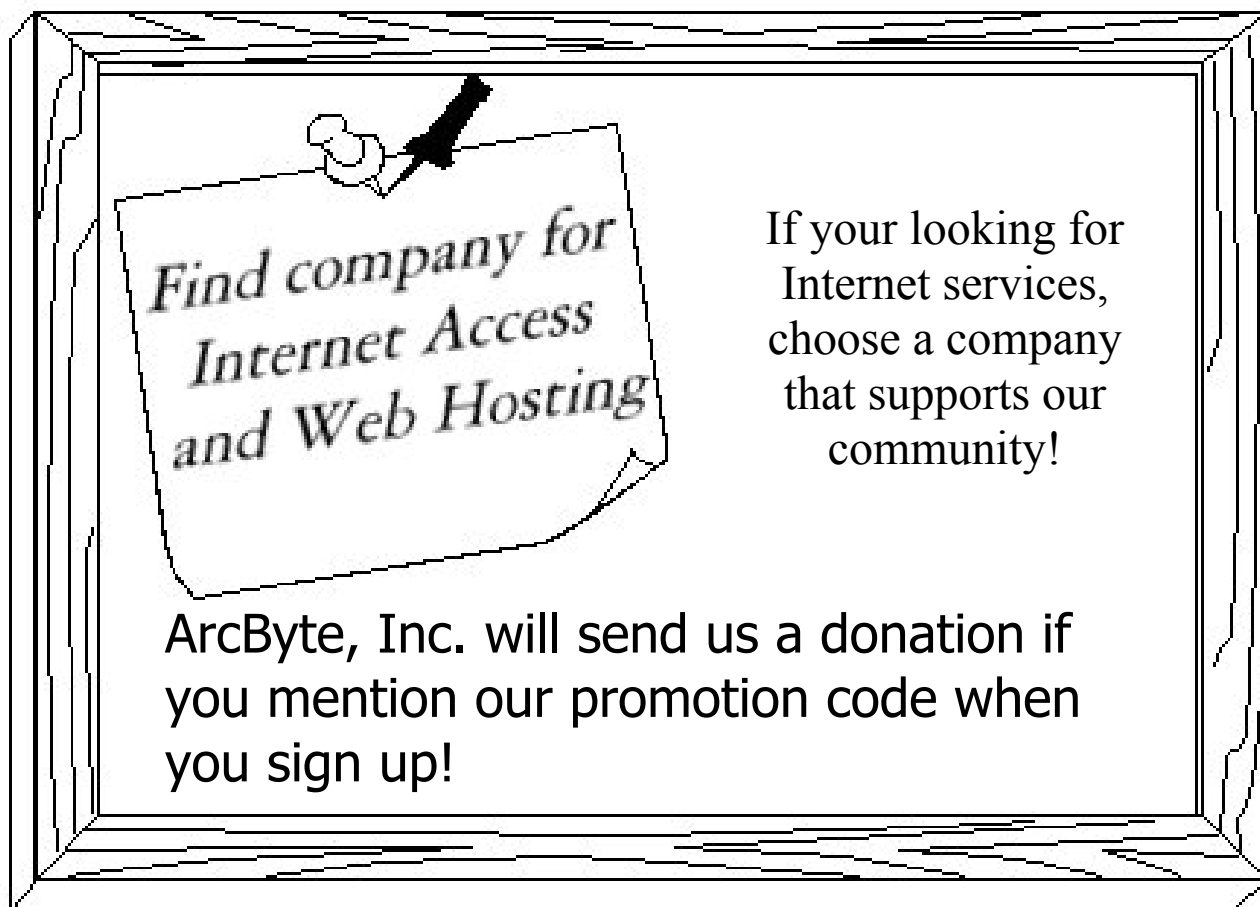 Find company for
Internet Access
and Web Hosting
If your looking for
Internet services,
choose a company
that supports our
community!
ArcByte, Inc. will send us a donation if
you mention our promotion code when
you sign up!